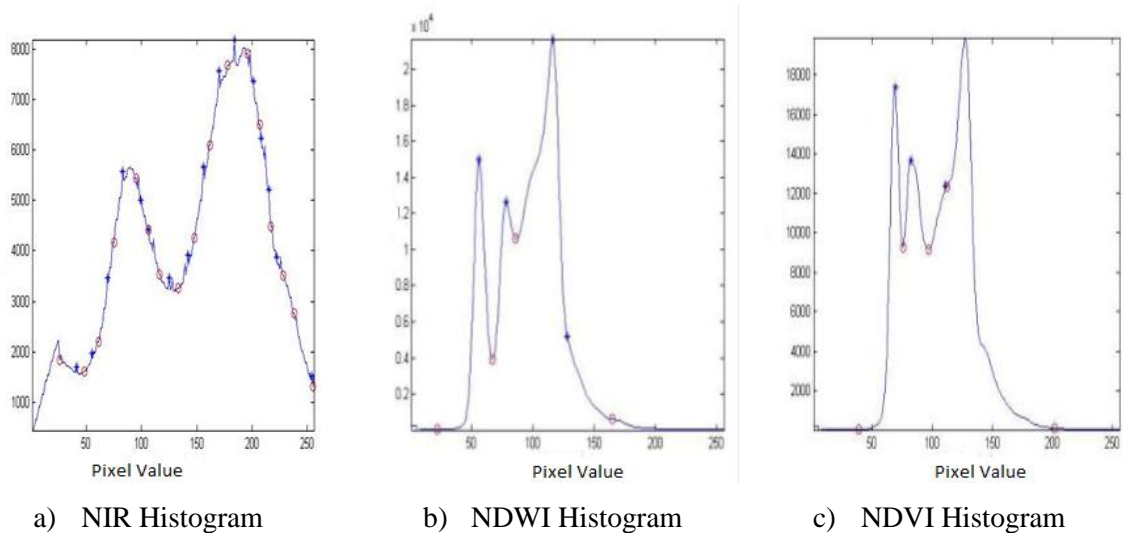 8000
7000
6000
5000
4000
3000
2000
1000
50 100 150 200 250
Pixel Value
a) NIR Histogram
x 10⁴
2
1.8
1.6
1.4
1.2
1
0.8
0.6
0.4
0.2
50 100 150 200 250
Pixel Value
b) NDWI Histogram
18000
16000
14000
12000
10000
8000
6000
4000
2000
50 100 150 200 250
Pixel Value
c) NDVI Histogram